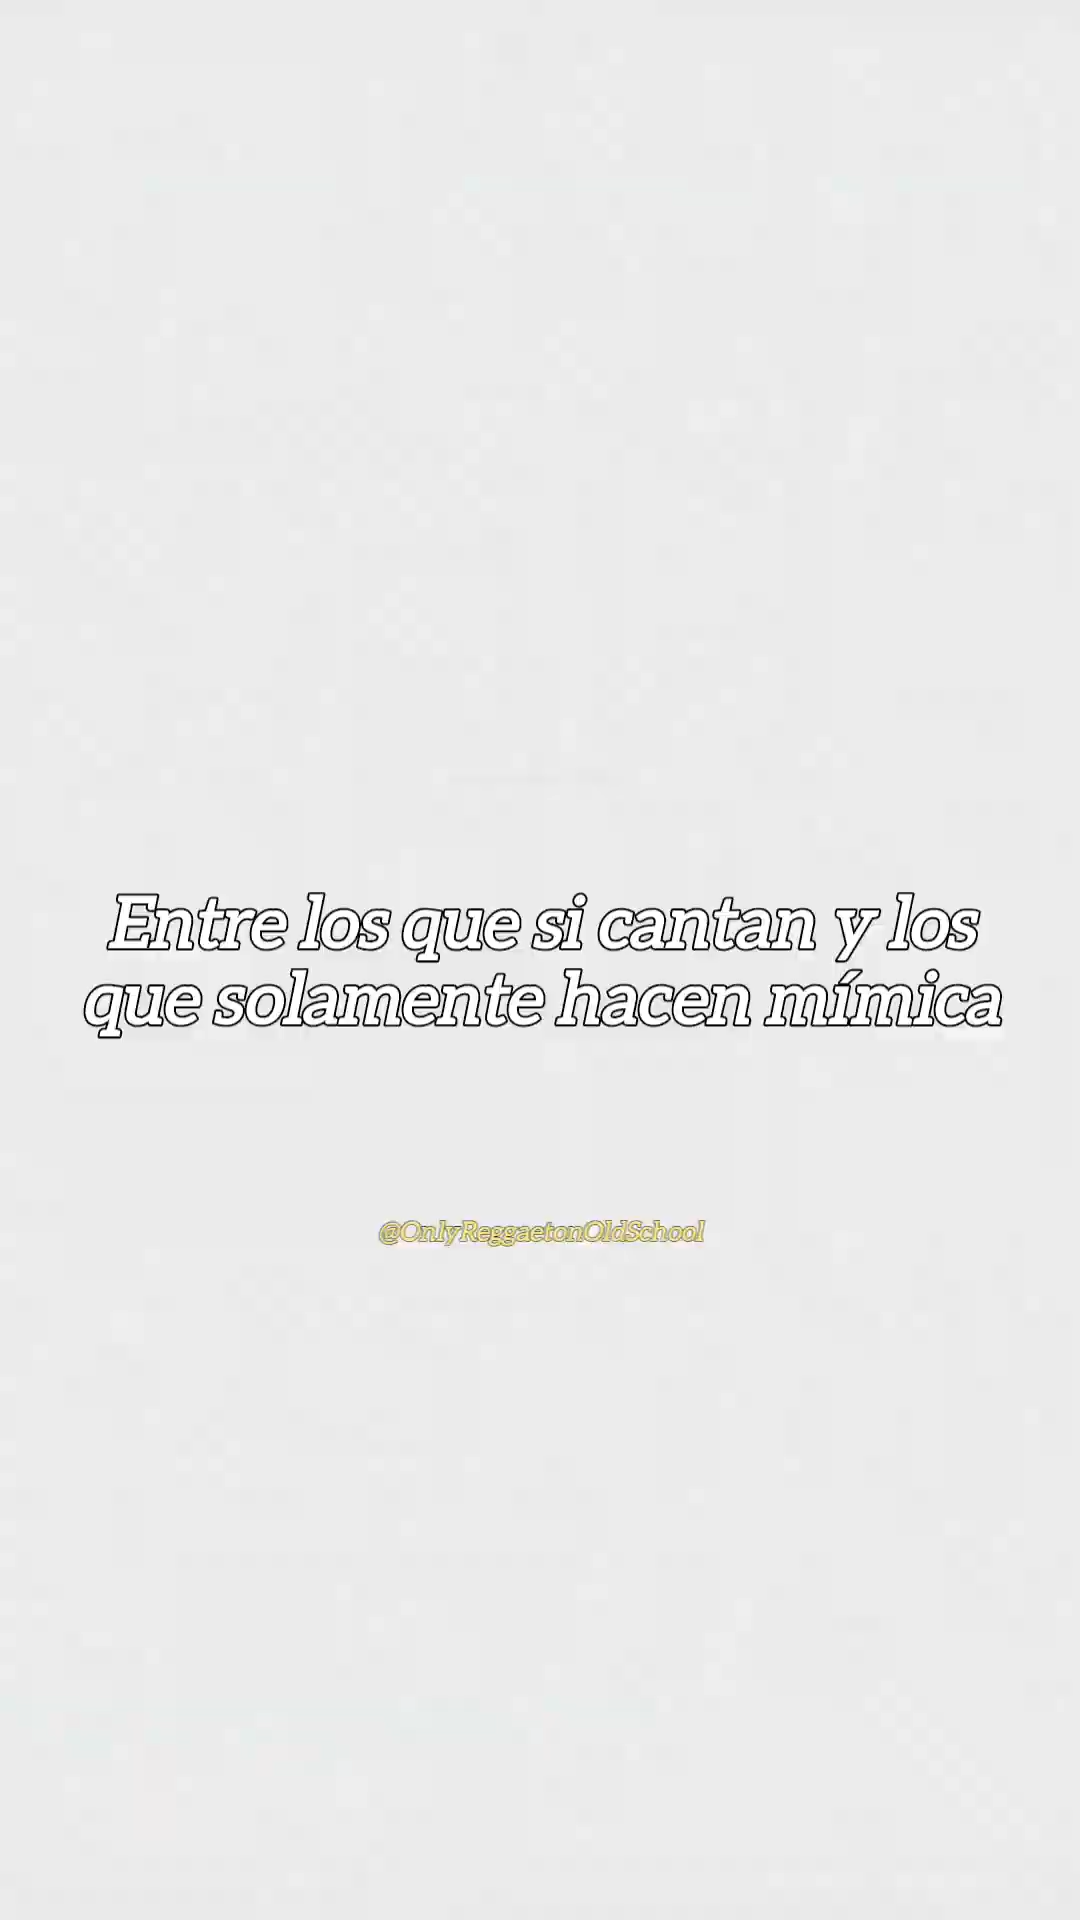 Entre los que si cantan y los
que solamente hacen mímica
@OnlyReggaetonOldSchool